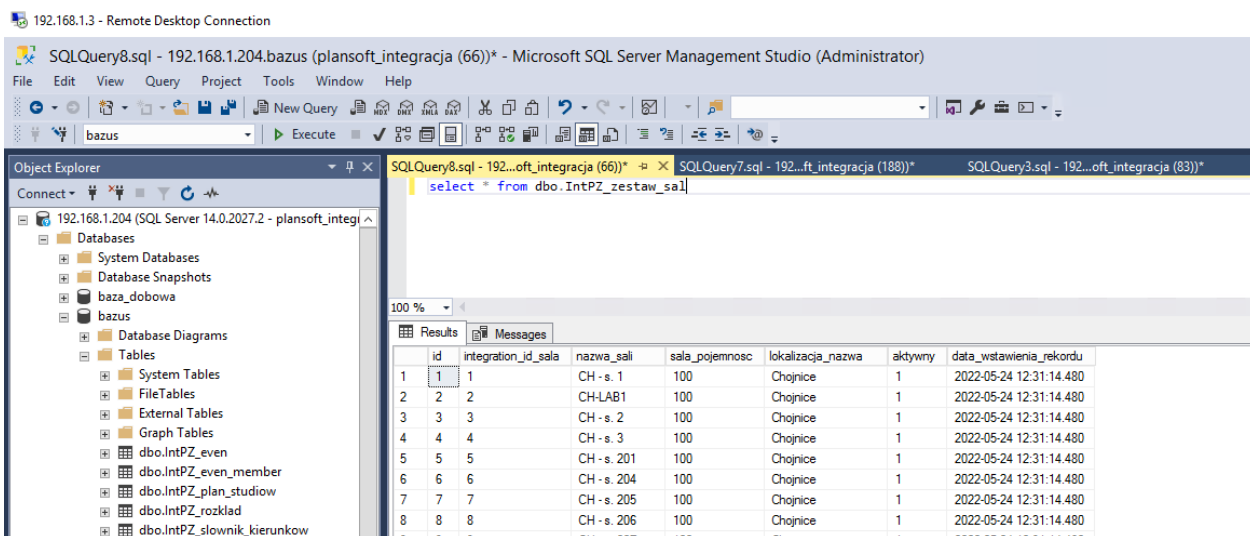 192.168.1.3 - Remote Desktop Connection
SQLQuery8.sql - 192.168.1.204.bazus (plansoft_integracja (66))* - Microsoft SQL Server Management Studio (Administrator)
File Edit View Query Project Tools Window Help
New Query MDX DMX XMLA DAX
bazus Execute
Object Explorer
SQLQuery8.sql - 192...oft_integracja (66))* SQLQuery7.sql - 192...ft_integracja (188))* SQLQuery3.sql - 192...oft_integracja (83))*
Connect
select * from dbo.IntPZ_zestaw_sal
192.168.1.204 (SQL Server 14.0.2027.2 - plansoft_integr
Databases
System Databases
Database Snapshots
baza_dobowa
bazus
Database Diagrams
Tables
System Tables
FileTables
External Tables
Graph Tables
dbo.IntPZ_even
dbo.IntPZ_even_member
dbo.IntPZ_plan_studiow
dbo.IntPZ_rozklad
dbo.IntPZ_slownik_kierunkow
100 %
Results Messages
id integration_id_sala nazwa_sali sala_pojemnosc lokalizacja_nazwa aktywny data_wstawienia_rekordu
1 1 1 CH - s. 1 100 Chojnice 1 2022-05-24 12:31:14.480
2 2 2 CH-LAB1 100 Chojnice 1 2022-05-24 12:31:14.480
3 3 3 CH - s. 2 100 Chojnice 1 2022-05-24 12:31:14.480
4 4 4 CH - s. 3 100 Chojnice 1 2022-05-24 12:31:14.480
5 5 5 CH - s. 201 100 Chojnice 1 2022-05-24 12:31:14.480
6 6 6 CH - s. 204 100 Chojnice 1 2022-05-24 12:31:14.480
7 7 7 CH - s. 205 100 Chojnice 1 2022-05-24 12:31:14.480
8 8 8 CH - s. 206 100 Chojnice 1 2022-05-24 12:31:14.480